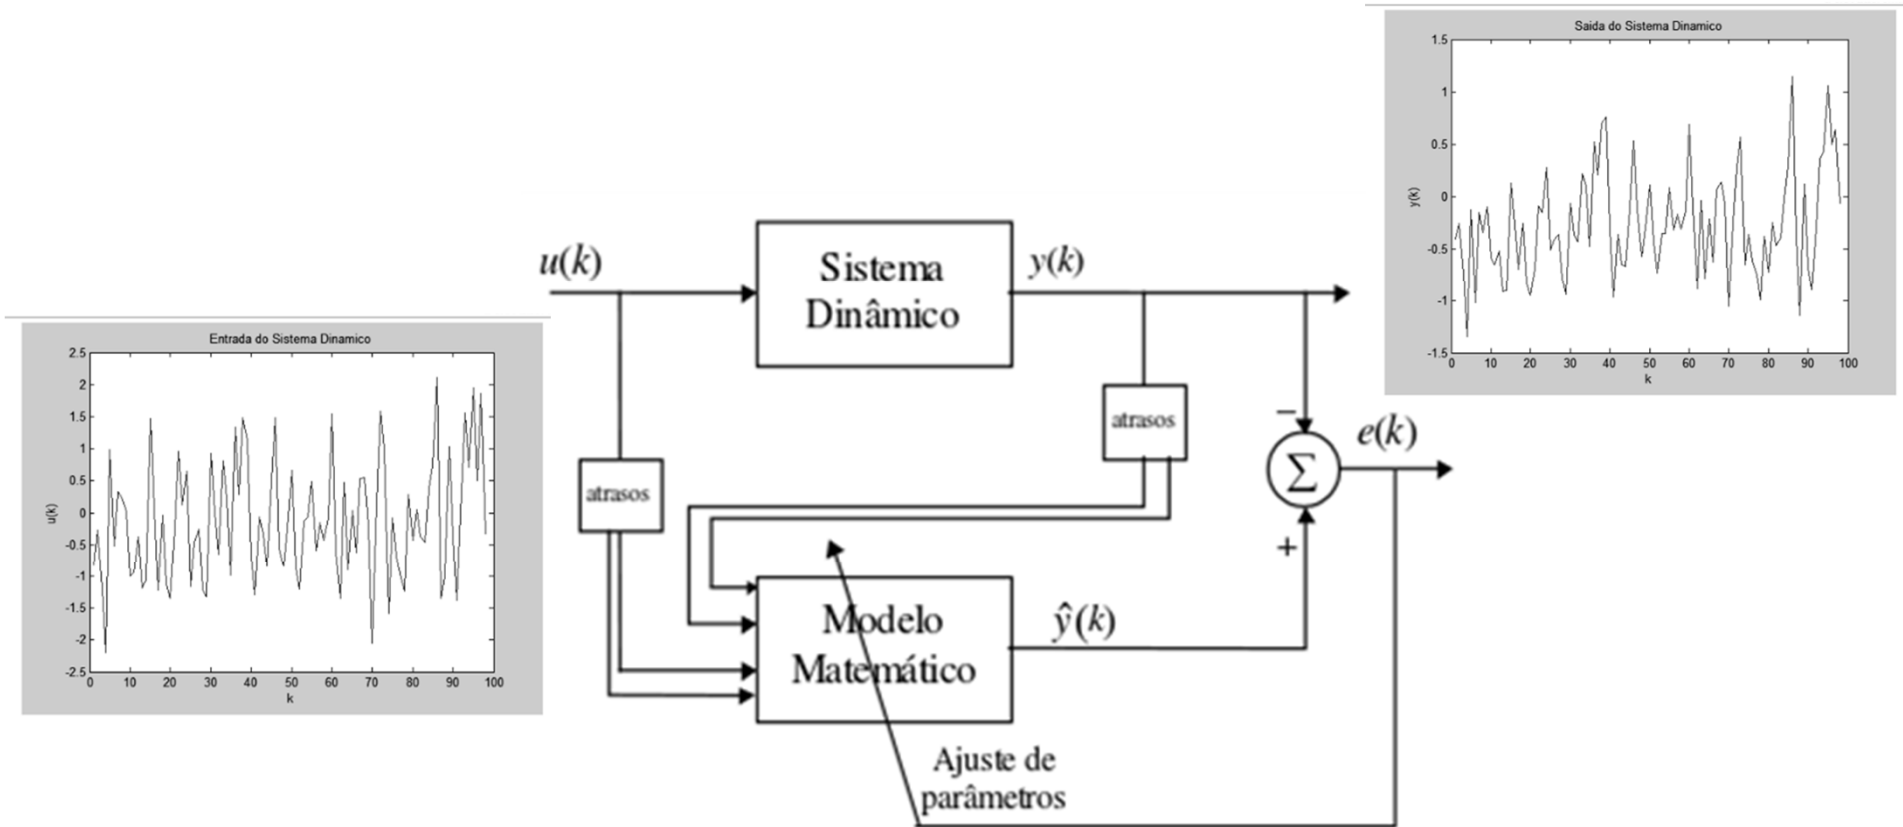 Saida do Sistema Dinamico
1.5
1
0.5
0
-0.5
-1
-1.5
y(k)
0 10 20 30 40 50 60 70 80 90 100
k
u(k)
Sistema
Dinâmico
y(k)
Entrada do Sistema Dinamico
2.5
2
1.5
1
0.5
0
-0.5
-1
-1.5
-2
-2.5
u(k)
0 10 20 30 40 50 60 70 80 90 100
k
atrasos
atrasos
−
Σ
e(k)
+
Modelo
Matemático
ŷ(k)
Ajuste de
parâmetros